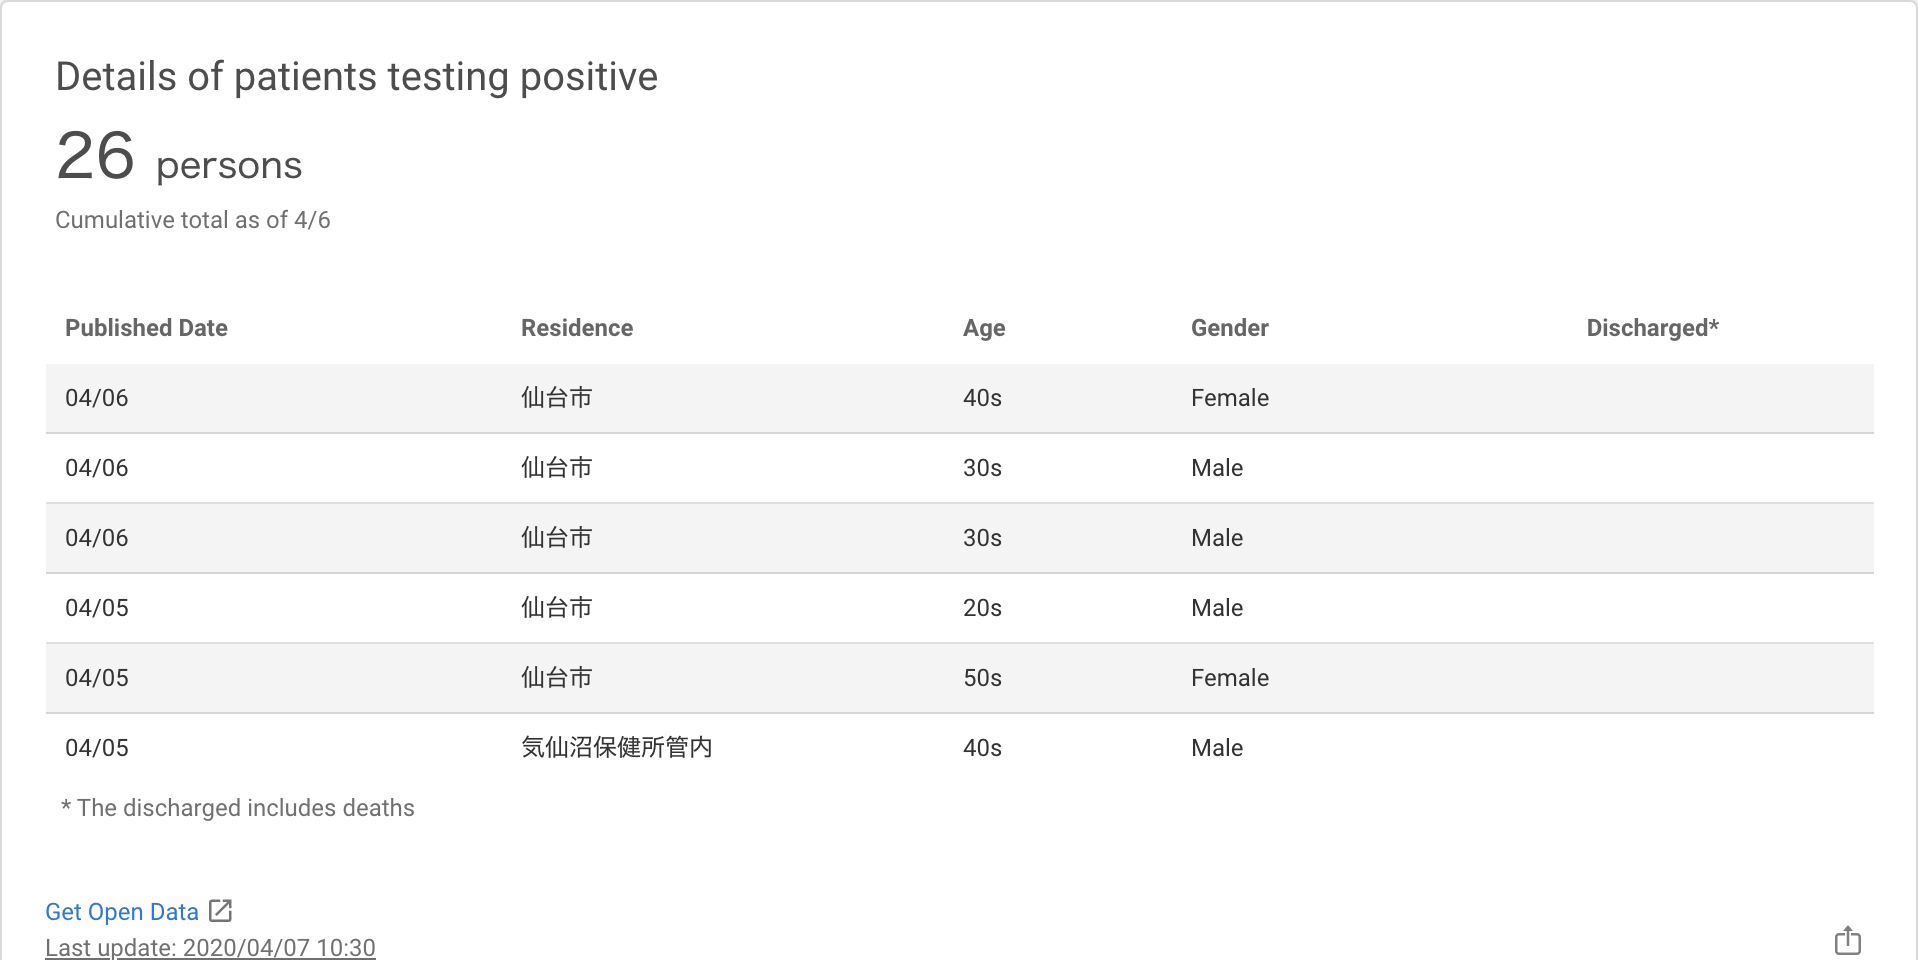 Details of patients testing positive
26 persons
Cumulative total as of 4/6
Published Date Residence Age Gender Discharged*
04/06 仙台市 40s Female
04/06 仙台市 30s Male
04/06 仙台市 30s Male
04/05 仙台市 20s Male
04/05 仙台市 50s Female
04/05 気仙沼保健所管内 40s Male
* The discharged includes deaths
Get Open Data
Last update: 2020/04/07 10:30